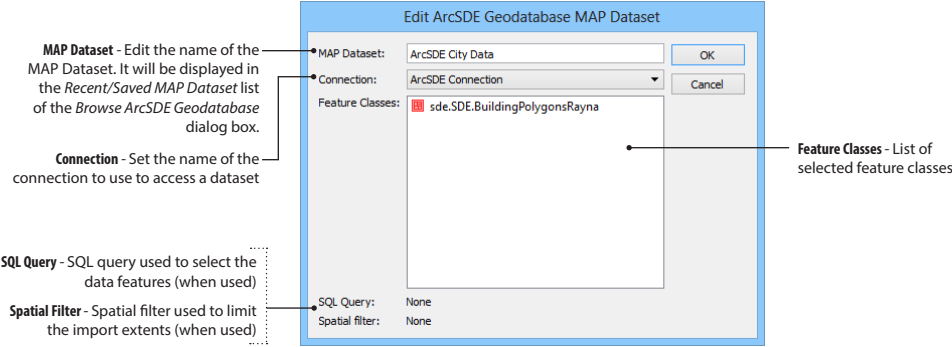 Edit ArcSDE Geodatabase MAP Dataset
MAP Dataset - Edit the name of the
MAP Dataset. It will be displayed in
the Recent/Saved MAP Dataset list
of the Browse ArcSDE Geodatabase
dialog box.
Connection - Set the name of the
connection to use to access a dataset
SQL Query - SQL query used to select the
data features (when used)
Spatial Filter - Spatial filter used to limit
the import extents (when used)
MAP Dataset: ArcSDE City Data
OK
Connection: ArcSDE Connection
Cancel
Feature Classes: sde.SDE.BuildingPolygonsRayna
SQL Query: None
Spatial filter: None
Feature Classes - List of
selected feature classes